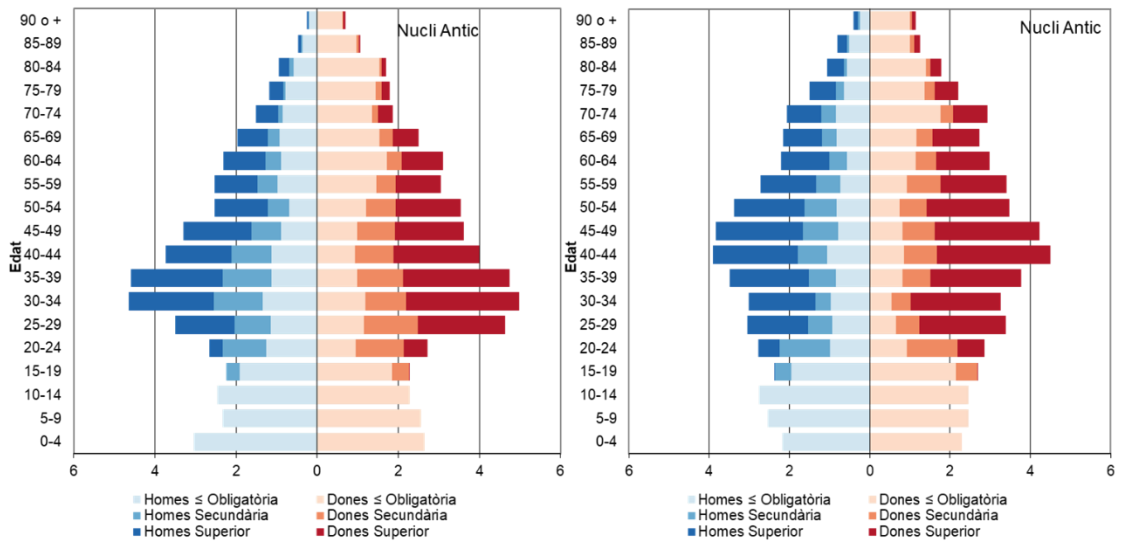 Nucli Antic
90 o +
85-89
80-84
75-79
70-74
65-69
60-64
55-59
50-54
45-49
40-44
35-39
30-34
25-29
20-24
15-19
10-14
5-9
0-4
Edat
6 4 2 0 2 4 6
Homes ≤ Obligatòria Dones ≤ Obligatòria
Homes Secundària Dones Secundària
Homes Superior Dones Superior
Nucli Antic
90 o +
85-89
80-84
75-79
70-74
65-69
60-64
55-59
50-54
45-49
40-44
35-39
30-34
25-29
20-24
15-19
10-14
5-9
0-4
Edat
6 4 2 0 2 4 6
Homes ≤ Obligatòria Dones ≤ Obligatòria
Homes Secundària Dones Secundària
Homes Superior Dones Superior